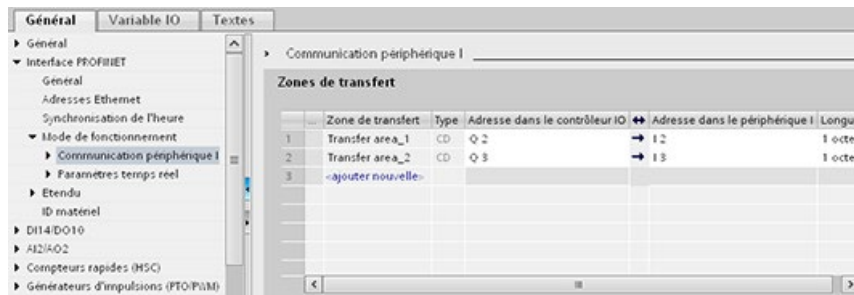 Général Variable IO Textes
Général
Interface PROFINET
Général
Adresses Ethernet
Synchronisation de l'heure
Mode de fonctionnement
Communication périphérique I
Paramètres temps réel
Etendu
ID matériel
DI14/DO10
AI2/AO2
Compteurs rapides (HSC)
Générateurs d'impulsions (PTO/PWM)
Communication périphérique I
Zones de transfert
... Zone de transfert Type Adresse dans le contrôleur IO ↔ Adresse dans le périphérique I Longu
1 Transfer area_1 CD Q 2 → I 2 1 octe
2 Transfer area_2 CD Q 3 → I 3 1 octe
3 <ajouter nouvelle>